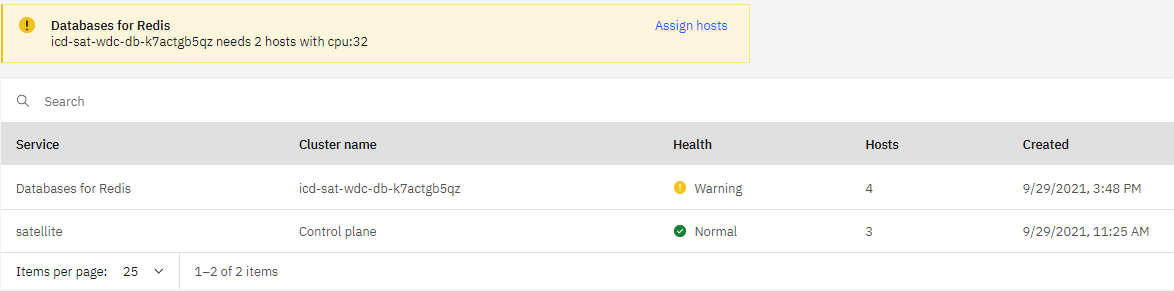 Databases for Redis
Assign hosts
icd-sat-wdc-db-k7actgb5qz needs 2 hosts with cpu:32
Search
Service Cluster name Health Hosts Created
Databases for Redis icd-sat-wdc-db-k7actgb5qz Warning 4 9/29/2021, 3:48 PM
satellite Control plane Normal 3 9/29/2021, 11:25 AM
Items per page: 25 1–2 of 2 items